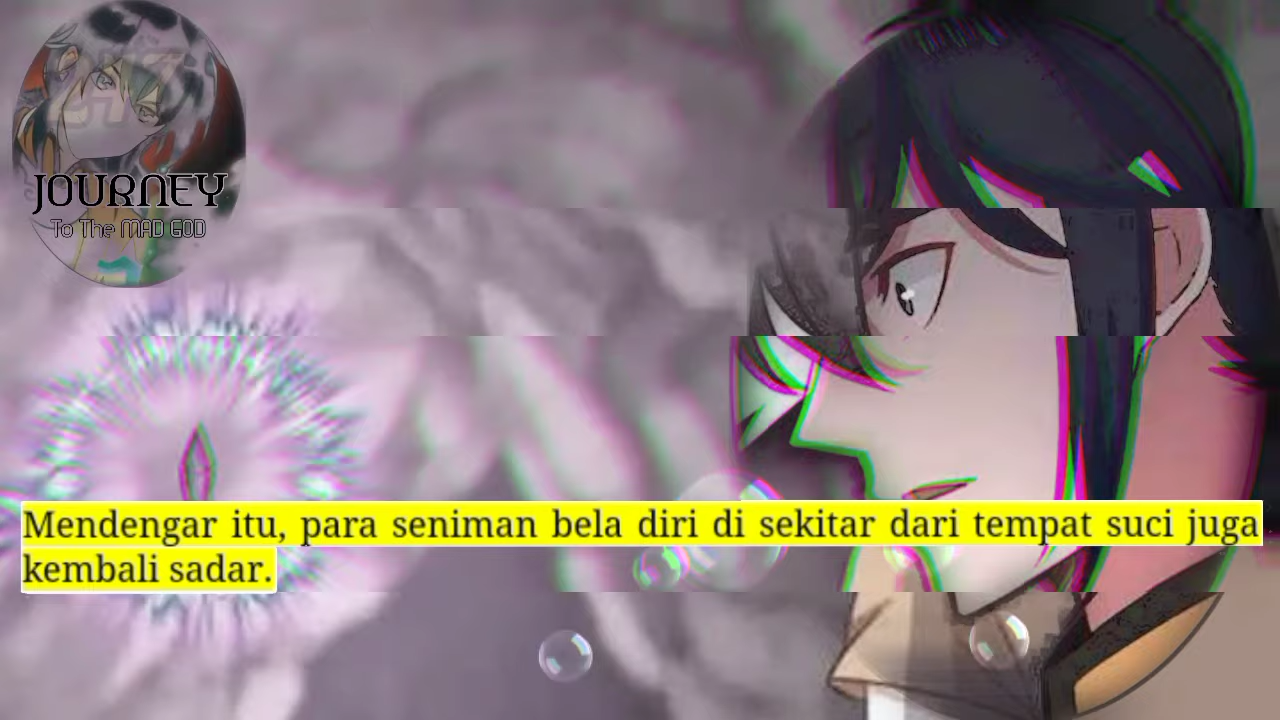 JOURNEY
To The MAD GOD
Mendengar itu, para seniman bela diri di sekitar dari tempat suci juga
kembali sadar.